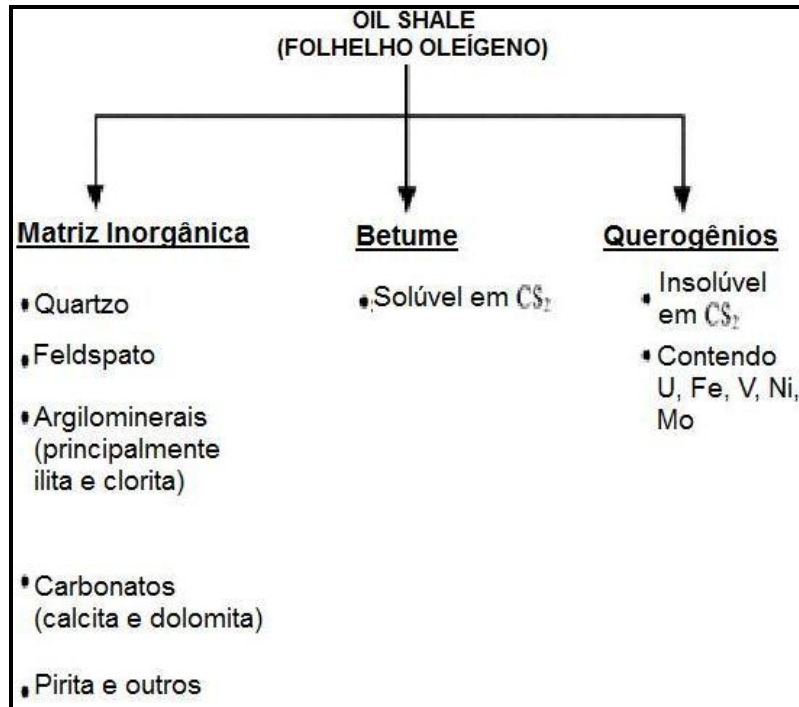 OIL SHALE
(FOLHELHO OLEÍGENO)
Matriz Inorgânica
• Quartzo
• Feldspato
• Argilominerais
(principalmente
ilita e clorita)
• Carbonatos
(calcita e dolomita)
• Pirita e outros
Betume
• Solúvel em CS₂
Querogênios
• Insolúvel
em CS₂
• Contendo
U, Fe, V, Ni,
Mo